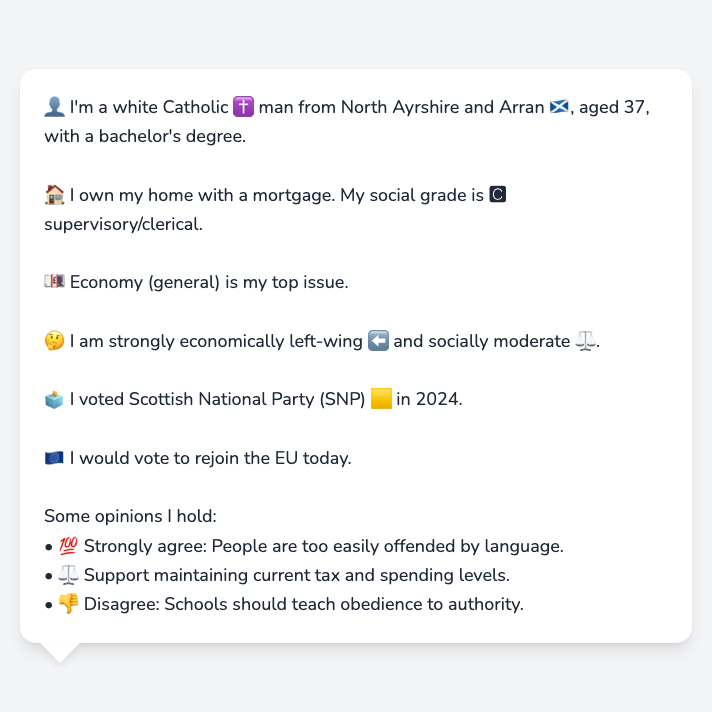 👤 I'm a white Catholic ✝️ man from North Ayrshire and Arran 🏴󠁧󠁢󠁳󠁣󠁴󠁿, aged 37,
with a bachelor's degree.
🏠 I own my home with a mortgage. My social grade is 🅲
supervisory/clerical.
💷 Economy (general) is my top issue.
🤔 I am strongly economically left-wing ⬅️ and socially moderate ⚖️.
🗳️ I voted Scottish National Party (SNP) 🟨 in 2024.
🇪🇺 I would vote to rejoin the EU today.
Some opinions I hold:
• 💯 Strongly agree: People are too easily offended by language.
• ⚖️ Support maintaining current tax and spending levels.
• 👎 Disagree: Schools should teach obedience to authority.